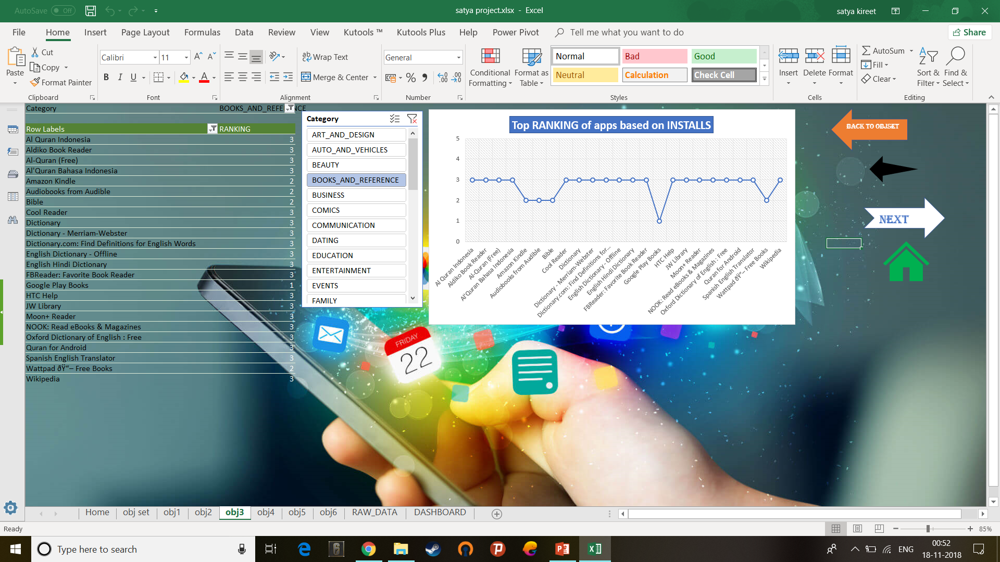 AutoSave Off
satya project.xlsx - Excel
satya kireet
File Home Insert Page Layout Formulas Data Review View Kutools ™ Kutools Plus Help Power Pivot Tell me what you want to do
Share
Paste
Cut
Copy
Format Painter
Clipboard
Calibri 11
B I U
Font
Wrap Text
Merge & Center
Alignment
General
Number
Conditional Formatting
Format as Table
Normal Bad Good
Neutral Calculation Check Cell
Styles
Insert Delete Format
Cells
AutoSum
Fill
Clear
Sort & Filter
Find & Select
Editing
Category BOOKS_AND_REFERENCE
Row Labels RANKING
Al Quran Indonesia 3
Aldiko Book Reader 3
Al-Quran (Free) 3
Al'Quran Bahasa Indonesia 3
Amazon Kindle 2
Audiobooks from Audible 2
Bible 2
Cool Reader 3
Dictionary 3
Dictionary - Merriam-Webster 3
Dictionary.com: Find Definitions for English Words 3
English Dictionary - Offline 3
English Hindi Dictionary 3
FBReader: Favorite Book Reader 3
Google Play Books 1
HTC Help 3
JW Library 3
Moon+ Reader 3
NOOK: Read eBooks & Magazines 3
Oxford Dictionary of English : Free 3
Quran for Android 3
Spanish English Translator 3
Wattpad ðŸ“– Free Books 2
Wikipedia 3
Category
ART_AND_DESIGN
AUTO_AND_VEHICLES
BEAUTY
BOOKS_AND_REFERENCE
BUSINESS
COMICS
COMMUNICATION
DATING
EDUCATION
ENTERTAINMENT
EVENTS
FAMILY
Top RANKING of apps based on INSTALLS
5
4
3
2
1
0
Al Quran Indonesia
Aldiko Book Reader
Al-Quran (Free)
Al'Quran Bahasa Indonesia
Amazon Kindle
Audiobooks from Audible
Bible
Cool Reader
Dictionary
Dictionary - Merriam-Webster
Dictionary.com: Find Definitions for...
English Dictionary - Offline
English Hindi Dictionary
FBReader: Favorite Book Reader
Google Play Books
HTC Help
JW Library
Moon+ Reader
NOOK: Read eBooks & Magazines
Oxford Dictionary of English : Free
Quran for Android
Spanish English Translator
Wattpad ðŸ“– Free Books
Wikipedia
BACK TO OBJSET
NEXT
FRIDAY
22
Home obj set obj1 obj2 obj3 obj4 obj5 obj6 RAW_DATA DASHBOARD
Ready
85%
Type here to search
ENG
00:52
18-11-2018